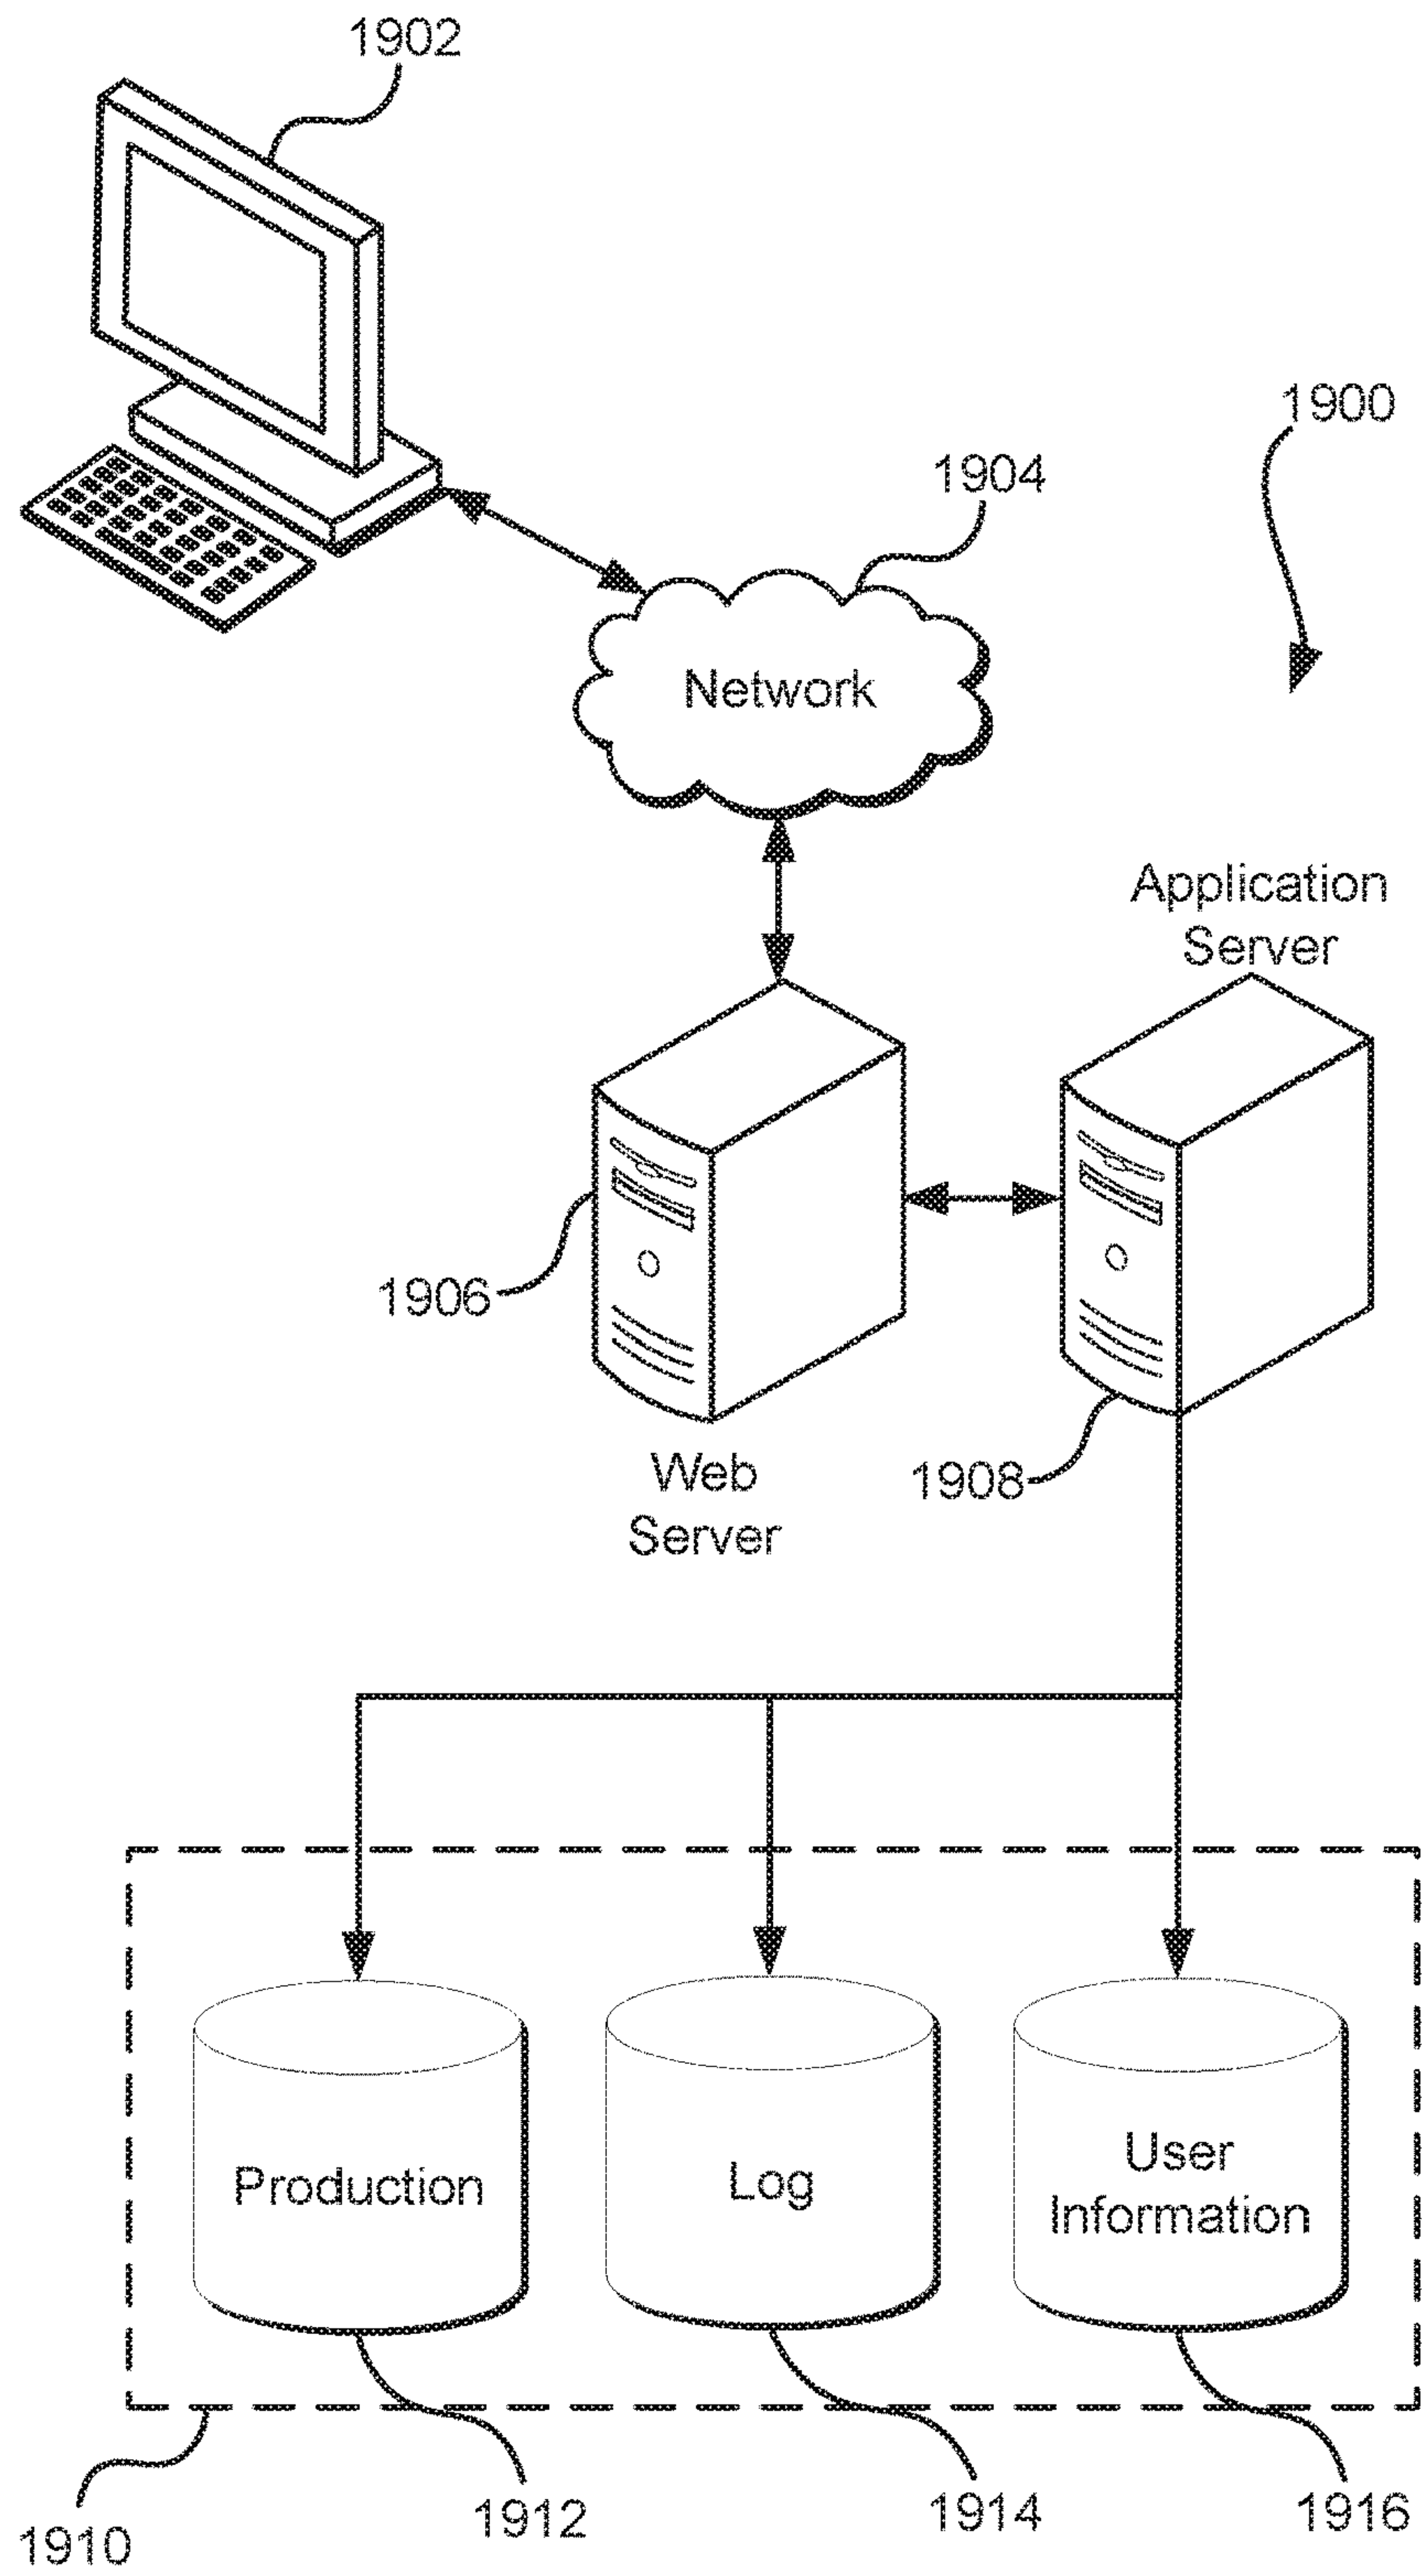 1902
1900
1904
Network
Application
Server
1906
Web
Server
1908
Production
Log
User
Information
1910
1912
1914
1916